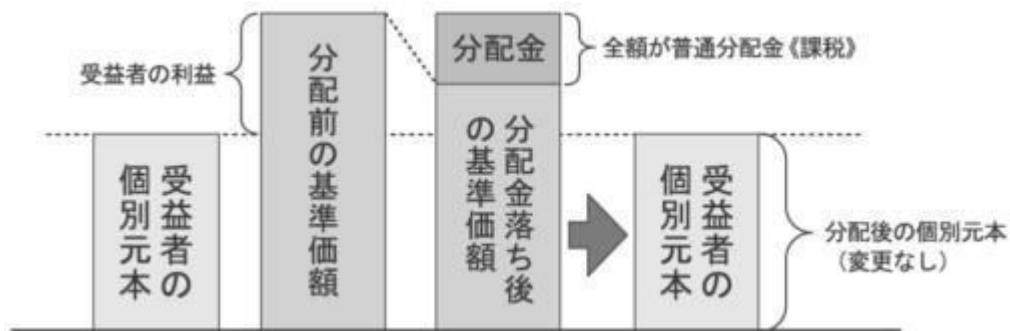 受益者の利益
受益者の
個別元本
分配前の基準価額
分配金
全額が普通分配金《課税》
分配金落ち後
の基準価額
受益者の
個別元本
分配後の個別元本
（変更なし）